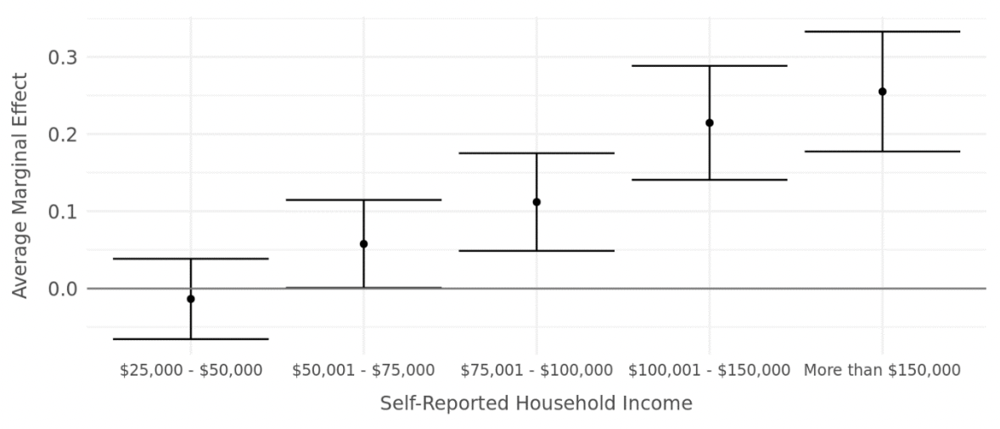 Average Marginal Effect
0.3
0.2
0.1
0.0
$25,000 - $50,000 $50,001 - $75,000 $75,001 - $100,000 $100,001 - $150,000 More than $150,000
Self-Reported Household Income